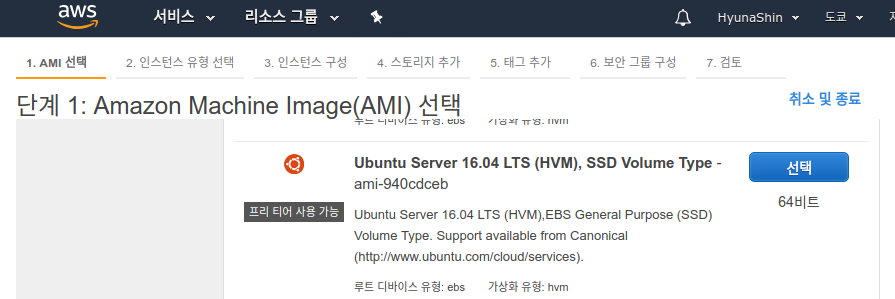 aws 서비스 리소스 그룹 HyunaShin 도쿄
1. AMI 선택 2. 인스턴스 유형 선택 3. 인스턴스 구성 4. 스토리지 추가 5. 태그 추가 6. 보안 그룹 구성 7. 검토
단계 1: Amazon Machine Image(AMI) 선택 취소 및 종료
루트 디바이스 유형: ebs 가상화 유형: hvm
Ubuntu Server 16.04 LTS (HVM), SSD Volume Type - 선택
ami-940cdceb
64비트
프리 티어 사용 가능
Ubuntu Server 16.04 LTS (HVM),EBS General Purpose (SSD)
Volume Type. Support available from Canonical
(http://www.ubuntu.com/cloud/services).
루트 디바이스 유형: ebs 가상화 유형: hvm